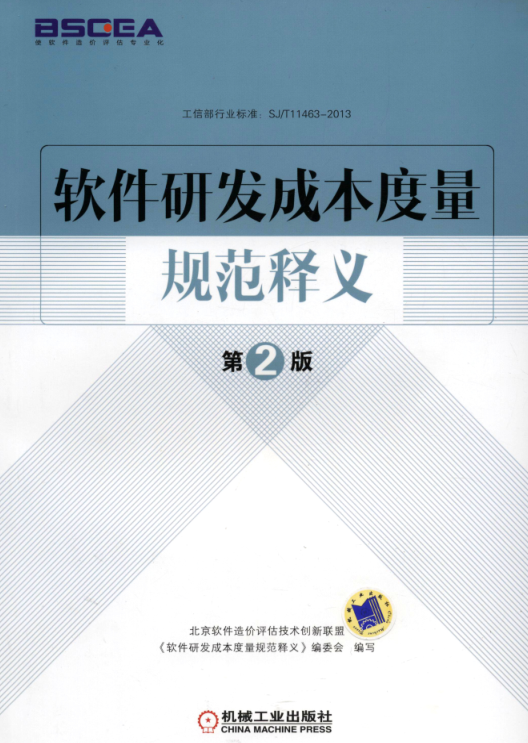 BSCEA
使软件造价评估专业化
工信部行业标准：SJ/T11463-2013
软件研发成本度量
规范释义
第2版
北京软件造价评估技术创新联盟
《软件研发成本度量规范释义》编委会 编写
机械工业出版社
CHINA MACHINE PRESS